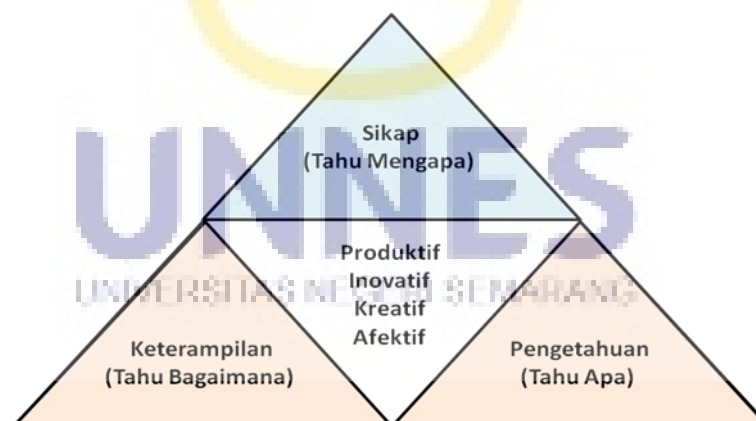 Sikap
(Tahu Mengapa)
UNNES
Produktif
Inovatif
Kreatif
Afektif
UNIVERSITAS NEGERI SEMARANG
Keterampilan
(Tahu Bagaimana)
Pengetahuan
(Tahu Apa)